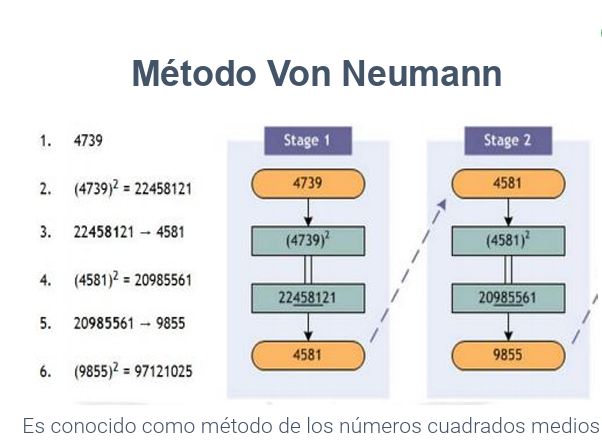 Método Von Neumann
1. 4739
2. (4739)² = 22458121
3. 22458121 → 4581
4. (4581)² = 20985561
5. 20985561 → 9855
6. (9855)² = 97121025
Stage 1
4739
(4739)²
22458121
4581
Stage 2
4581
(4581)²
20985561
9855
Es conocido como método de los números cuadrados medios